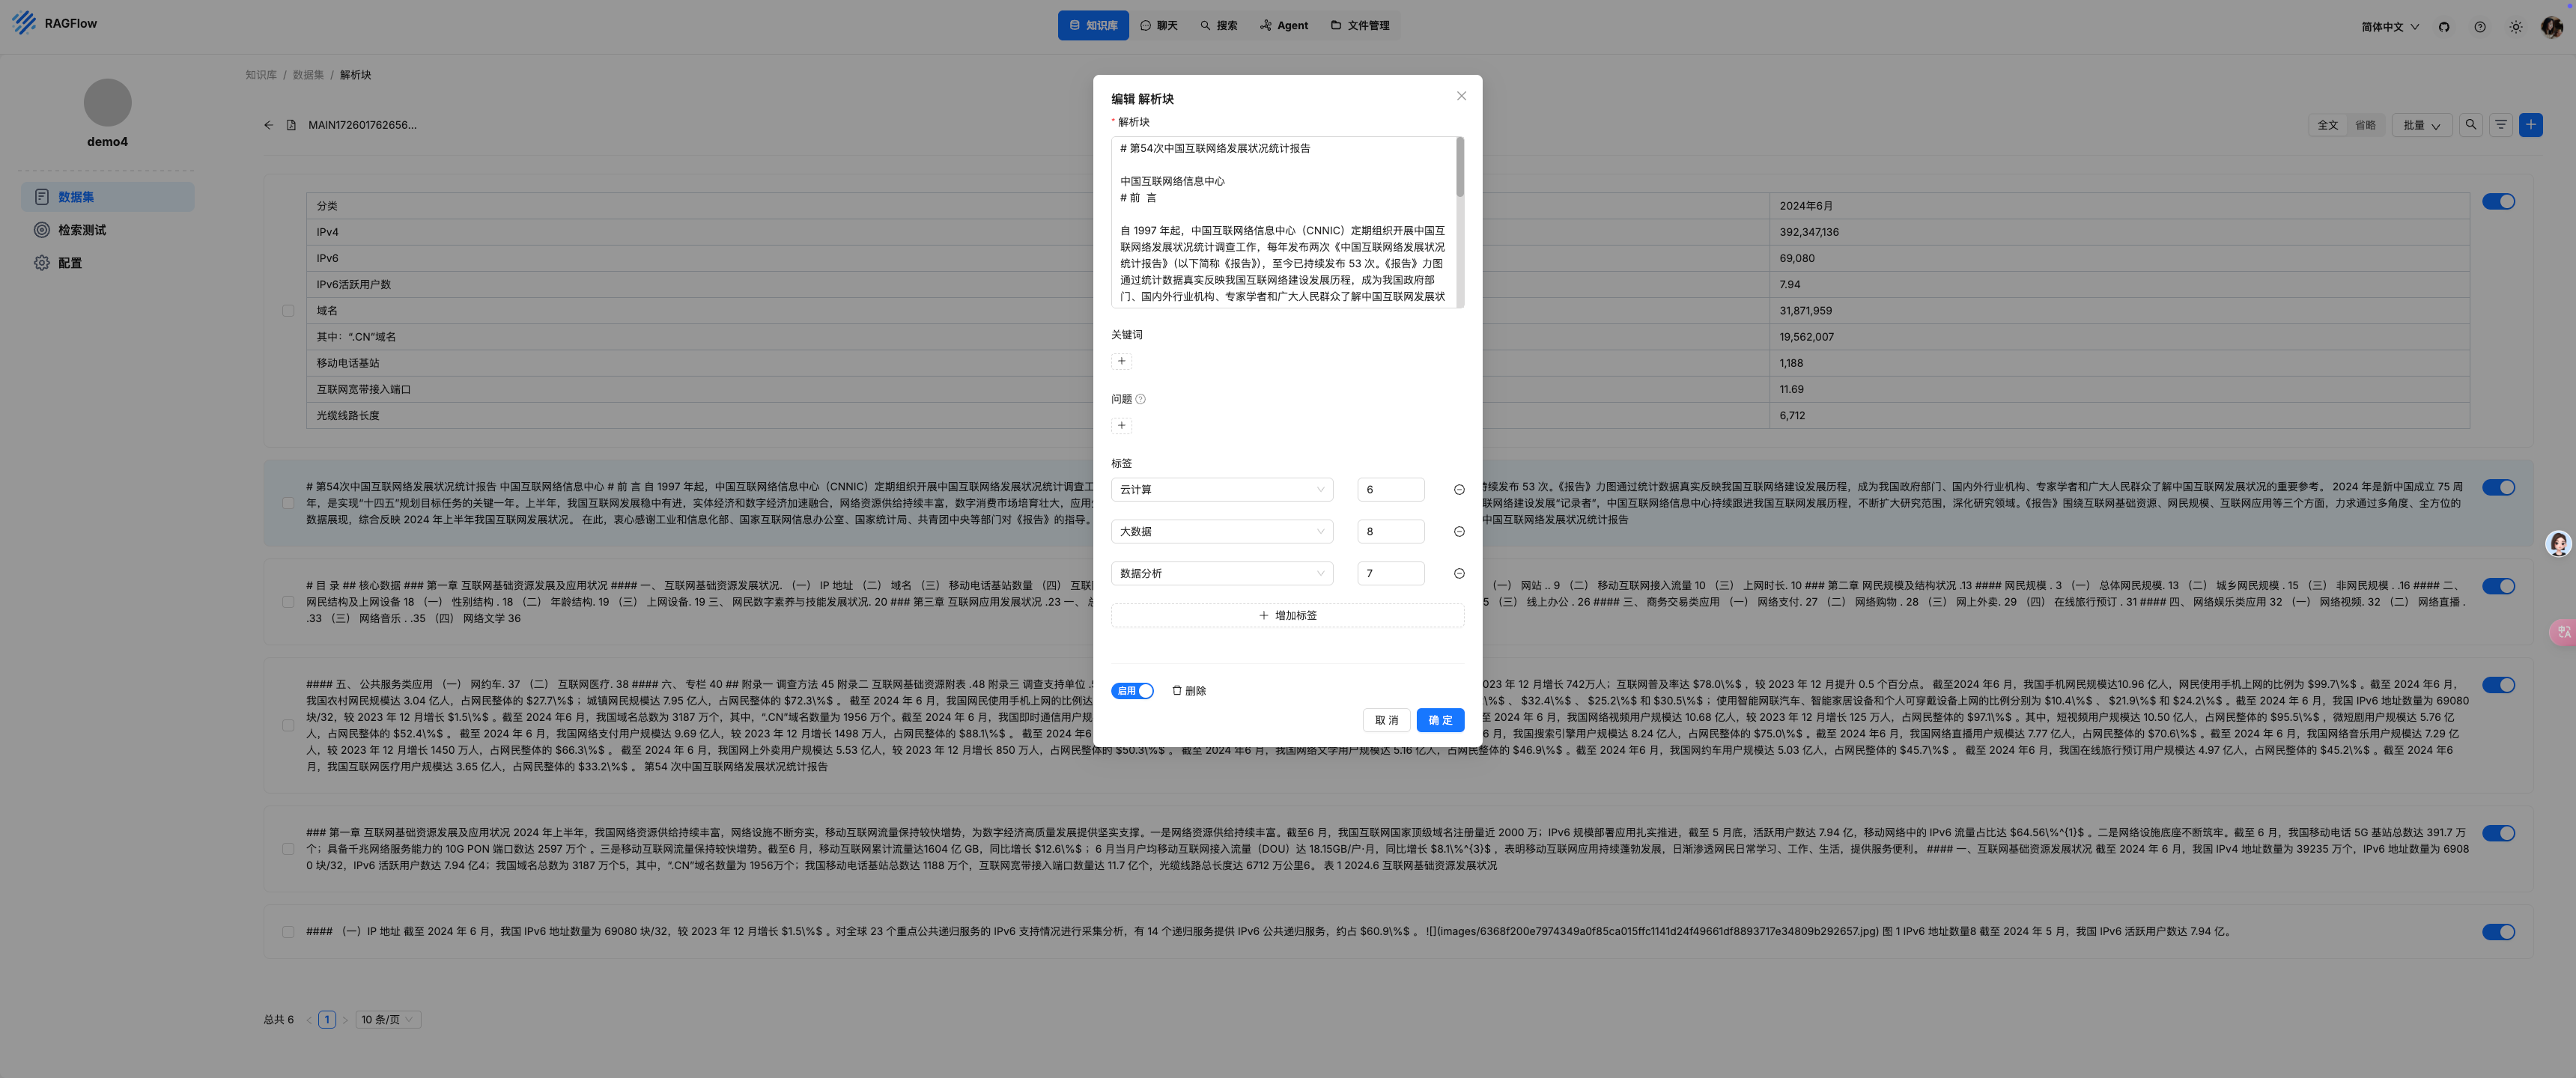 RAGFlow
知识库
聊天
搜索
Agent
文件管理
简体中文
demo4
数据集
检索测试
配置
知识库 / 数据集 / 解析块
MAIN172601762656...
全文
省略
批量
分类
2024年6月
IPv4
392,347,136
IPv6
69,080
IPv6活跃用户数
7.94
域名
31,871,959
其中：“.CN”域名
19,562,007
移动电话基站
1,188
互联网宽带接入端口
11.69
光缆线路长度
6,712
编辑 解析块
* 解析块
# 第54次中国互联网络发展状况统计报告
中国互联网络信息中心
# 前 言
自 1997 年起，中国互联网络信息中心（CNNIC）定期组织开展中国互
联网络发展状况统计调查工作，每年发布两次《中国互联网络发展状况
统计报告》(以下简称《报告》)，至今已持续发布 53 次。《报告》力图
通过统计数据真实反映我国互联网络建设发展历程，成为我国政府部
门、国内外行业机构、专家学者和广大人民群众了解中国互联网发展状
关键词
问题
标签
云计算 6
大数据 8
数据分析 7
增加标签
启用
删除
取 消
确 定
# 第54次中国互联网络发展状况统计报告 中国互联网络信息中心 # 前 言 自 1997 年起，中国互联网络信息中心（CNNIC）定期组织开展中国互联网络发展状况统计调查工
持续发布 53 次。《报告》力图通过统计数据真实反映我国互联网络建设发展历程，成为我国政府部门、国内外行业机构、专家学者和广大人民群众了解中国互联网发展状况的重要参考。 2024 年是新中国成立 75 周
年，是实现“十四五”规划目标任务的关键一年。上半年，我国互联网发展稳中有进，实体经济和数字经济加速融合，网络资源供给持续丰富，数字消费市场培育壮大，应用
联网络建设发展“记录者”，中国互联网络信息中心持续跟进我国互联网发展进程，不断扩大研究范围，深化研究领域。《报告》围绕互联网基础资源、网民规模、互联网应用等三个方面，力求通过多角度、全方位的
数据展现，综合反映 2024 年上半年我国互联网发展状况。 在此，衷心感谢工业和信息化部、国家互联网信息办公室、国家统计局、共青团中央等部门对《报告》的指导。
中国互联网络发展状况统计报告
# 目 录 ## 核心数据 ### 第一章 互联网基础资源发展及应用状况 #### 一、 互联网基础资源发展状况. （一） IP 地址 （二） 域名 （三） 移动电话基站数量 （四） 互联
（一） 网站 .. 9 （二） 移动互联网接入流量 10 （三） 上网时长. 10 ### 第二章 网民规模及结构状况 .13 #### 网民规模 . 3 （一） 总体网民规模. 13 （二） 城乡网民规模 . 15 （三） 非网民规模 . .16 #### 二、
网民结构及上网设备 18 （一） 性别结构 . 18 （二） 年龄结构. 19 （三） 上网设备. 19 三、 网民数字素养与技能发展状况. 20 ### 第三章 互联网应用发展状况 .23 一、 总
5 （三） 线上办公 . 26 #### 三、 商务交易类应用 （一） 网络支付. 27 （二） 网络购物 . 28 （三） 网上外卖. 29 （四） 在线旅行预订 . 31 #### 四、 网络娱乐类应用 32 （一） 网络视频. 32 （二） 网络直播 .
.33 （三） 网络音乐 . .35 （四） 网络文学 36
#### 五、 公共服务类应用 （一） 网约车. 37 （二） 互联网医疗. 38 #### 六、 专栏 40 ## 附录一 调查方法 45 附录二 互联网基础资源附表 .48 附录三 调查支持单位 .5
023 年 12 月增长 742万人；互联网普及率达 $78.0\%$ ，较 2023 年 12 月提升 0.5 个百分点。 截至2024 年6 月，我国手机网民规模达10.96 亿人，网民使用手机上网的比例为 $99.7\%$ 。截至 2024 年 6 月，
我国农村网民规模达 3.04 亿人，占网民整体的 $27.7\%$； 城镇网民规模达 7.95 亿人，占网民整体的 $72.3\%$ 。 截至 2024 年 6 月，我国网民使用手机上网的比例达
\%$ 、 $32.4\%$ 、 $25.2\%$ 和 $30.5\%$ ； 使用智能网联汽车、智能家居设备和个人可穿戴设备上网的比例分别为 $10.4\%$ 、 $21.9\%$ 和 $24.2\%$ 。 截至 2024 年 6 月，我国 IPv6 地址数量为 69080
块/32，较 2023 年 12 月增长 $1.5\%$ 。截至 2024 年6月，我国域名总数为 3187 万个，其中，“.CN”域名数量为 1956 万个。截至 2024 年 6 月，我国即时通信用户规
至 2024 年 6 月，我国网络视频用户规模达 10.68 亿人，较 2023 年 12 月增长 125 万人，占网民整体的 $97.1\%$ 。其中，短视频用户规模达 10.50 亿人，占网民整体的 $95.5\%$ ，微短剧用户规模达 5.76 亿
人，占网民整体的 $52.4\%$ 。 截至 2024 年 6 月，我国网络支付用户规模达 9.69 亿人，较 2023 年 12 月增长 1498 万人，占网民整体的 $88.1\%$ 。 截至 2024 年6
6 月，我国搜索引擎用户规模达 8.24 亿人，占网民整体的 $75.0\%$ 。截至 2024 年 6 月，我国网络直播用户规模达 7.77 亿人，占网民整体的 $70.6\%$ 。截至 2024 年 6 月，我国网络音乐用户规模达 7.29 亿
人，较 2023 年 12 月增长 1450 万人，占网民整体的 $66.3\%$ 。 截至 2024 年 6 月，我国网上外卖用户规模达 5.53 亿人，较 2023 年 12 月增长 850 万人，占网民整体的 $50.3\%$ 。 截至 2024 年6 月，我国网络文学用户规模达 5.16 亿人，占网民整体的 $46.9\%$ 。 截至 2024 年6 月，我国网约车用户规模达 5.03 亿人，占网民整体的 $45.7\%$ 。 截至 2024 年 6 月，我国在线旅行预订用户规模达 4.97 亿人，占网民整体的 $45.2\%$ 。截至 2024 年6
月，我国互联网医疗用户规模达 3.65 亿人，占网民整体的 $33.2\%$ 。 第54 次中国互联网络发展状况统计报告
### 第一章 互联网基础资源发展及应用状况 2024 年上半年，我国网络资源供给持续丰富，网络设施不断夯实，移动互联网流量保持较快增势，为数字经济高质量发展提供坚实支撑。一是网络资源供给持续丰富。截至6 月，我国互联网国家顶级域名注册量近 2000 万；IPv6 规模部署应用扎实推进，截至 5 月底，活跃用户数达 7.94 亿，移动网络中的 IPv6 流量占比达 $64.56\%^{1}$ 。二是网络设施底座不断筑牢。截至 6 月，我国移动电话 5G 基站总数达 391.7 万
个；具备千兆网络服务能力的 10G PON 端口数达 2597 万个 。三是移动互联网流量保持较快增势。截至6月，移动互联网累计流量达1604 亿 GB，同比增长 $12.6\%$ ；6 月当月户均移动互联网接入流量（DOU）达 18.15GB/户·月，同比增长 $8.1\%^{3}$ ，表明移动互联网应用持续蓬勃发展，日渐渗透网民日常学习、工作、生活，提供服务便利。 #### 一、互联网基础资源发展状况 截至 2024 年 6 月，我国 IPv4 地址数量为 39235 万个，IPv6 地址数量为 6908
0 块/32，IPv6 活跃用户数达 7.94 亿4；我国域名总数为 3187 万个5，其中，“.CN”域名数量为 1956万个；我国移动电话基站总数达 1188 万个，互联网宽带接入端口数量达 11.7 亿个，光缆线路总长度达 6712 万公里6。 表 1 2024.6 互联网基础资源发展状况
#### （一）IP 地址 截至 2024 年 6 月，我国 IPv6 地址数量为 69080 块/32，较 2023 年 12 月增长 $1.5\%$ 。对全球 23 个重点公共递归服务的 IPv6 支持情况进行采集分析，有 14 个递归服务提供 IPv6 公共递归服务，约占 $60.9\%$ 。 ![](images/6368f200e7974349a0f85ca015ffc1141d24f49661df8893717e34809b292657.jpg) 图 1 IPv6 地址数量8 截至 2024 年 5 月，我国 IPv6 活跃用户数达 7.94 亿。
总共 6
1
10 条/页